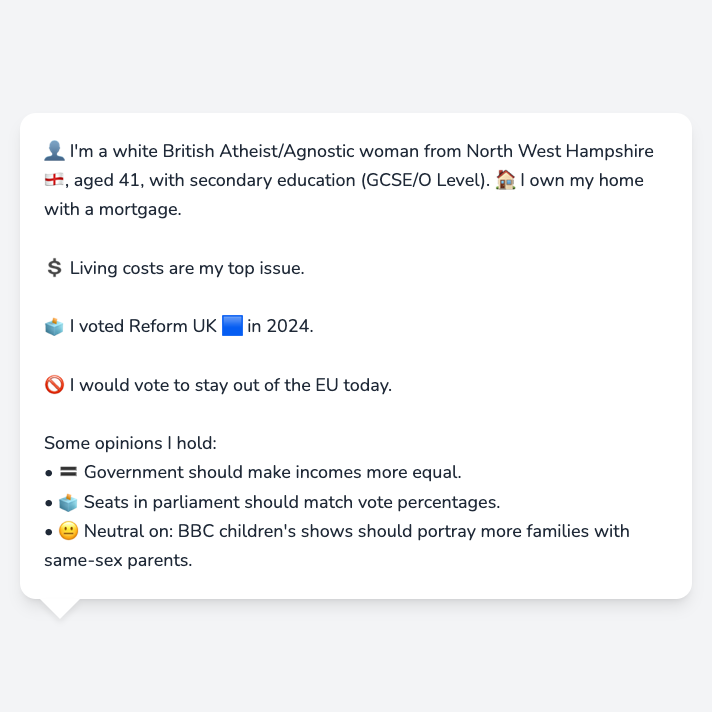 👤 I'm a white British Atheist/Agnostic woman from North West Hampshire
🏴󠁧󠁢󠁥󠁮󠁧󠁿, aged 41, with secondary education (GCSE/O Level). 🏠 I own my home
with a mortgage.
💲 Living costs are my top issue.
🗳️ I voted Reform UK 🟦 in 2024.
🚫 I would vote to stay out of the EU today.
Some opinions I hold:
• 🟰 Government should make incomes more equal.
• 🗳️ Seats in parliament should match vote percentages.
• 😐 Neutral on: BBC children's shows should portray more families with
same-sex parents.